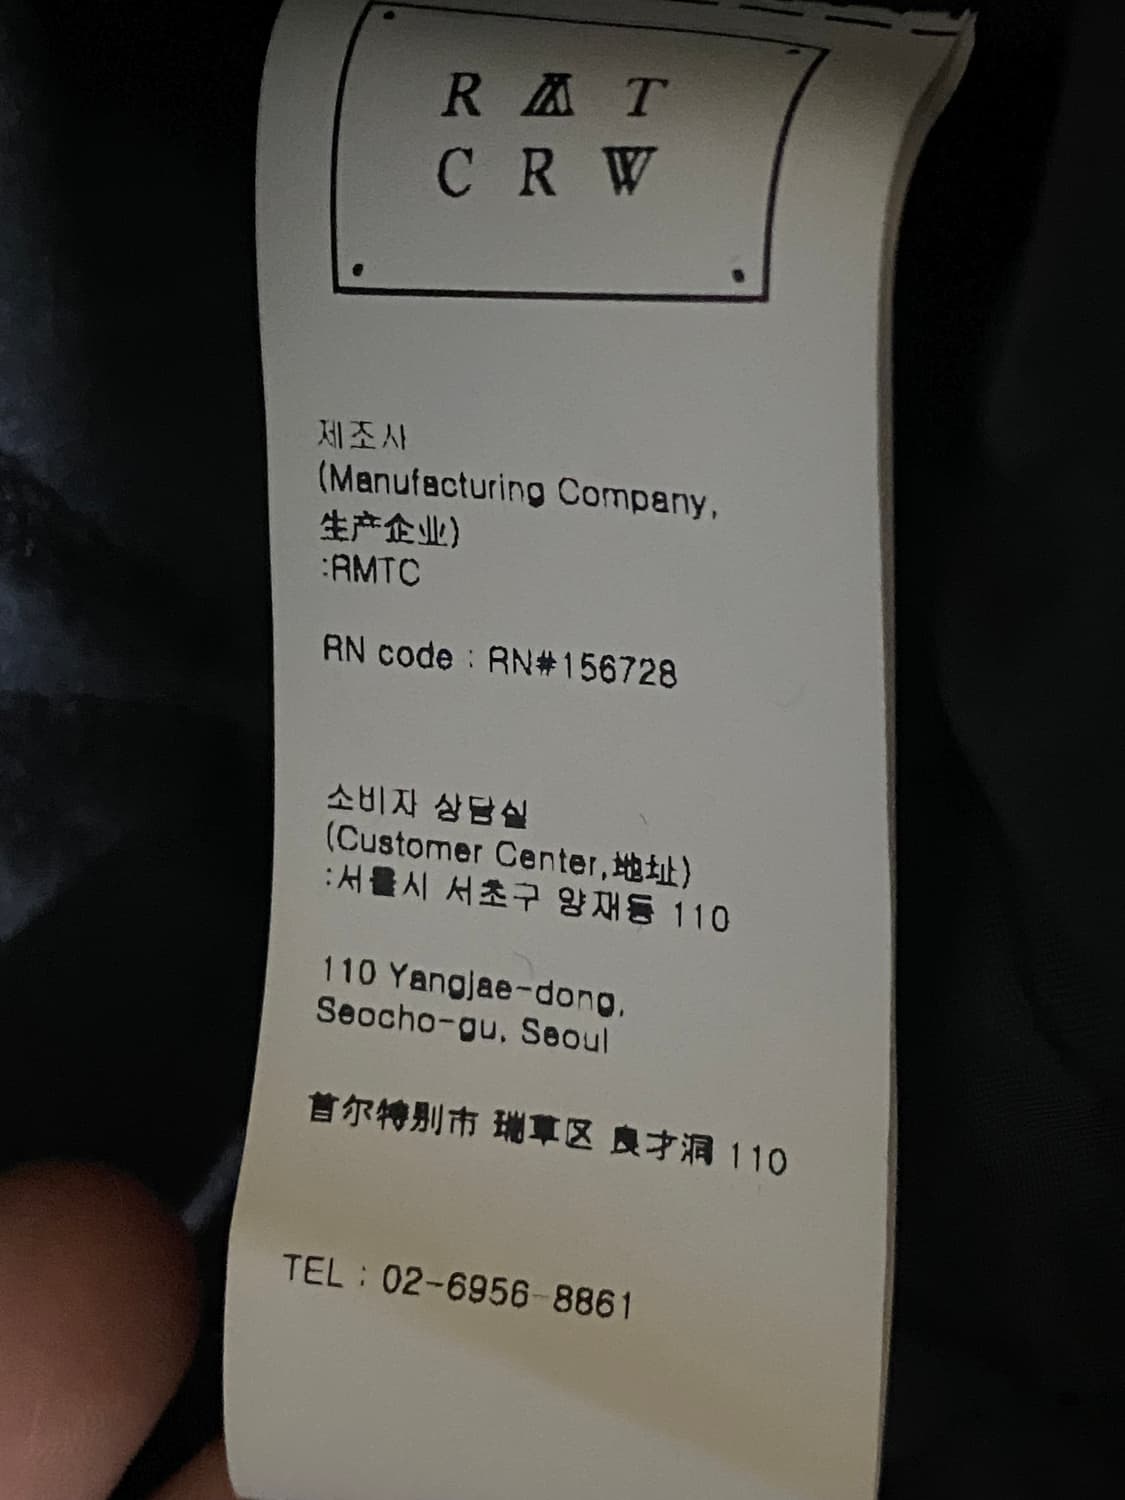 R M T
C R W
제조사
(Manufacturing Company,
生产企业)
:RMTC
RN code : RN#156728
소비자 상담실
(Customer Center,地址)
:서울시 서초구 양재동 110
110 Yangjae-dong,
Seocho-gu, Seoul
首尔特别市 瑞草区 良才洞 110
TEL : 02-6956-8861